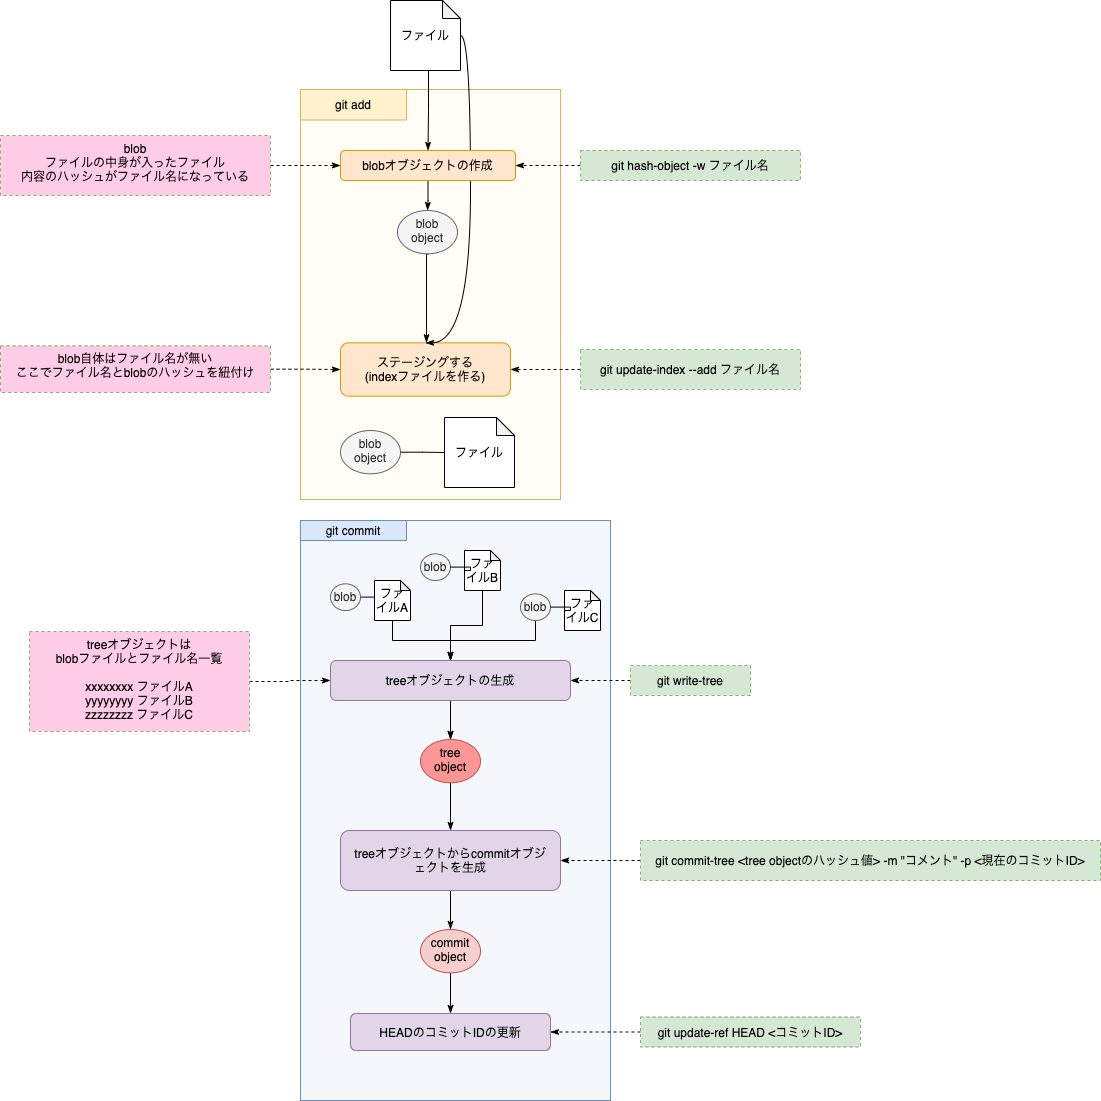 ファイル
git add
blob
ファイルの中身が入ったファイル
内容のハッシュがファイル名になっている
blobオブジェクトの作成
git hash-object -w ファイル名
blob
object
blob自体はファイル名が無い
ここでファイル名とblobのハッシュを紐付け
ステージングする
(indexファイルを作る)
git update-index --add ファイル名
blob
object
ファイル
git commit
blob
ファ
イルB
blob
ファ
イルA
blob
ファ
イルC
treeオブジェクトは
blobファイルとファイル名一覧
xxxxxxxx ファイルA
yyyyyyyy ファイルB
zzzzzzzz ファイルC
treeオブジェクトの生成
git write-tree
tree
object
treeオブジェクトからcommitオブジ
ェクトを生成
git commit-tree <tree objectのハッシュ値> -m "コメント" -p <現在のコミットID>
commit
object
HEADのコミットIDの更新
git update-ref HEAD <コミットID>